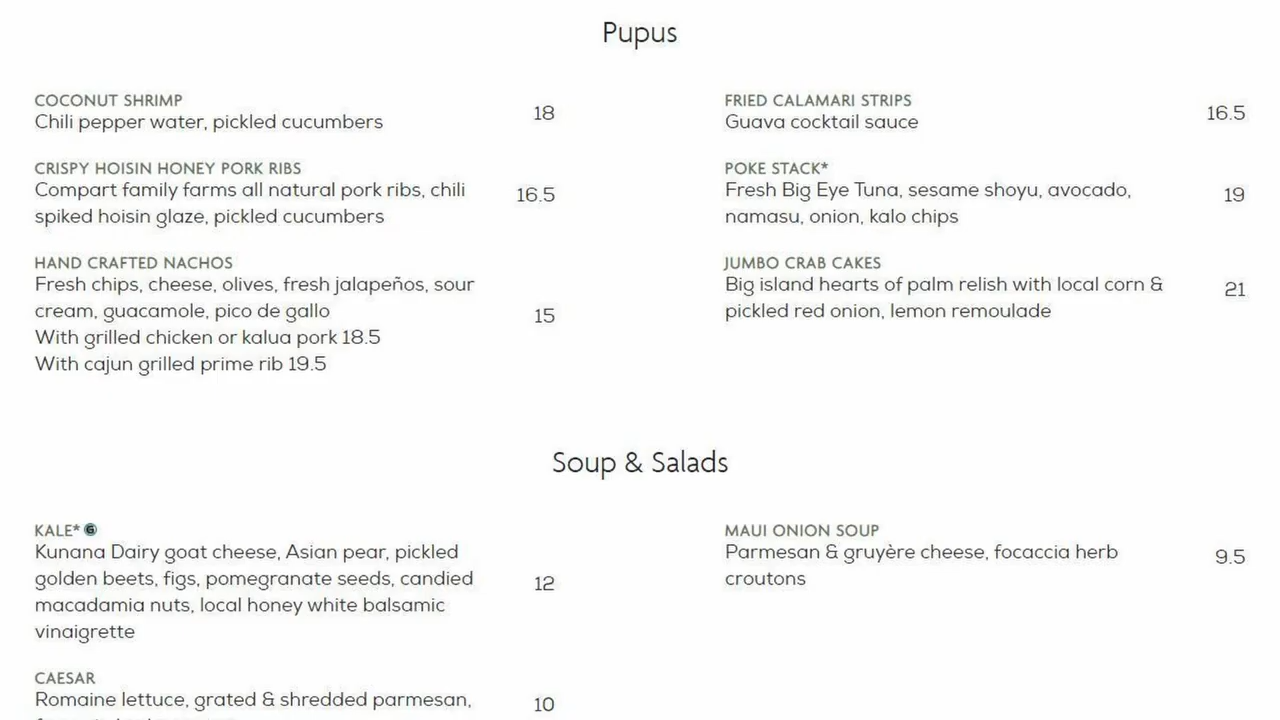 Pupus
COCONUT SHRIMP
Chili pepper water, pickled cucumbers
18
CRISPY HOISIN HONEY PORK RIBS
Compart family farms all natural pork ribs, chili
spiked hoisin glaze, pickled cucumbers
16.5
HAND CRAFTED NACHOS
Fresh chips, cheese, olives, fresh jalapeños, sour
cream, guacamole, pico de gallo
With grilled chicken or kalua pork 18.5
With cajun grilled prime rib 19.5
15
FRIED CALAMARI STRIPS
Guava cocktail sauce
16.5
POKE STACK*
Fresh Big Eye Tuna, sesame shoyu, avocado,
namasu, onion, kalo chips
19
JUMBO CRAB CAKES
Big island hearts of palm relish with local corn &
pickled red onion, lemon remoulade
21
Soup & Salads
KALE* G
Kunana Dairy goat cheese, Asian pear, pickled
golden beets, figs, pomegranate seeds, candied
macadamia nuts, local honey white balsamic
vinaigrette
12
CAESAR
Romaine lettuce, grated & shredded parmesan,
10
MAUI ONION SOUP
Parmesan & gruyère cheese, focaccia herb
croutons
9.5